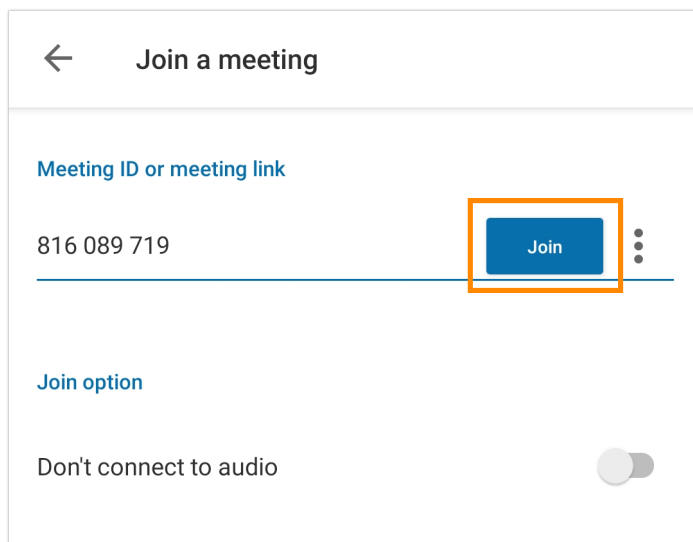 Join a meeting
Meeting ID or meeting link
816 089 719
Join
Join option
Don't connect to audio